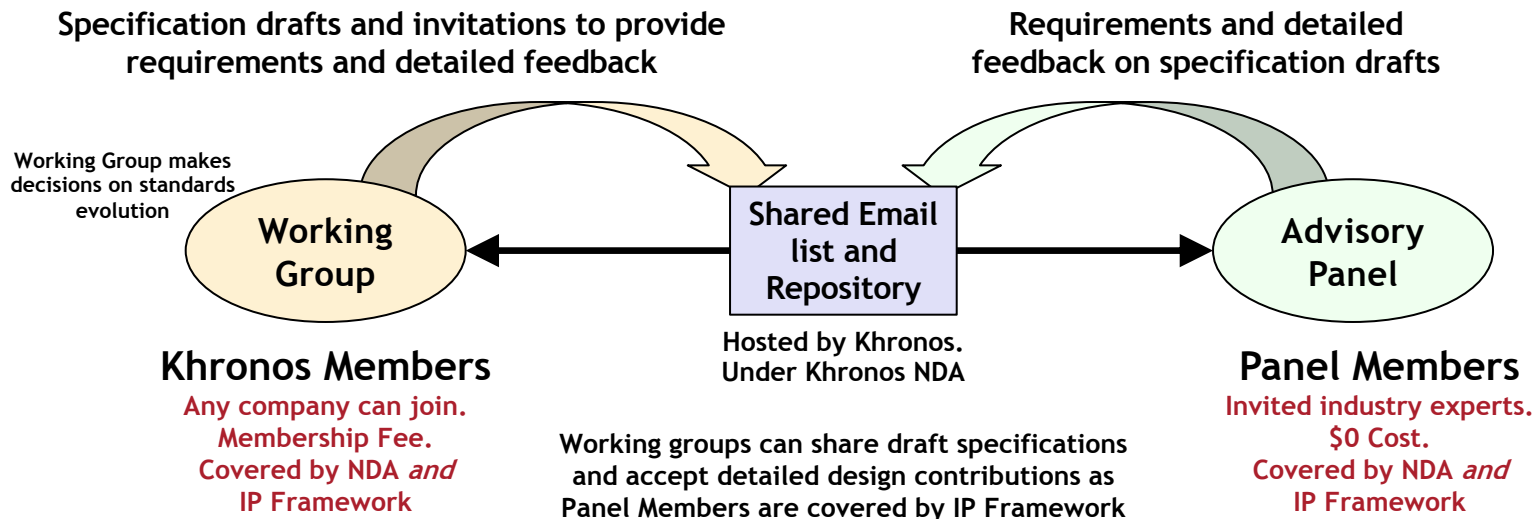 Specification drafts and invitations to provide
requirements and detailed feedback
Requirements and detailed
feedback on specification drafts
Working Group makes
decisions on standards
evolution
Working
Group
Shared Email
list and
Repository
Advisory
Panel
Hosted by Khronos.
Under Khronos NDA
Khronos Members
Any company can join.
Membership Fee.
Covered by NDA and
IP Framework
Working groups can share draft specifications
and accept detailed design contributions as
Panel Members are covered by IP Framework
Panel Members
Invited industry experts.
$0 Cost.
Covered by NDA and
IP Framework